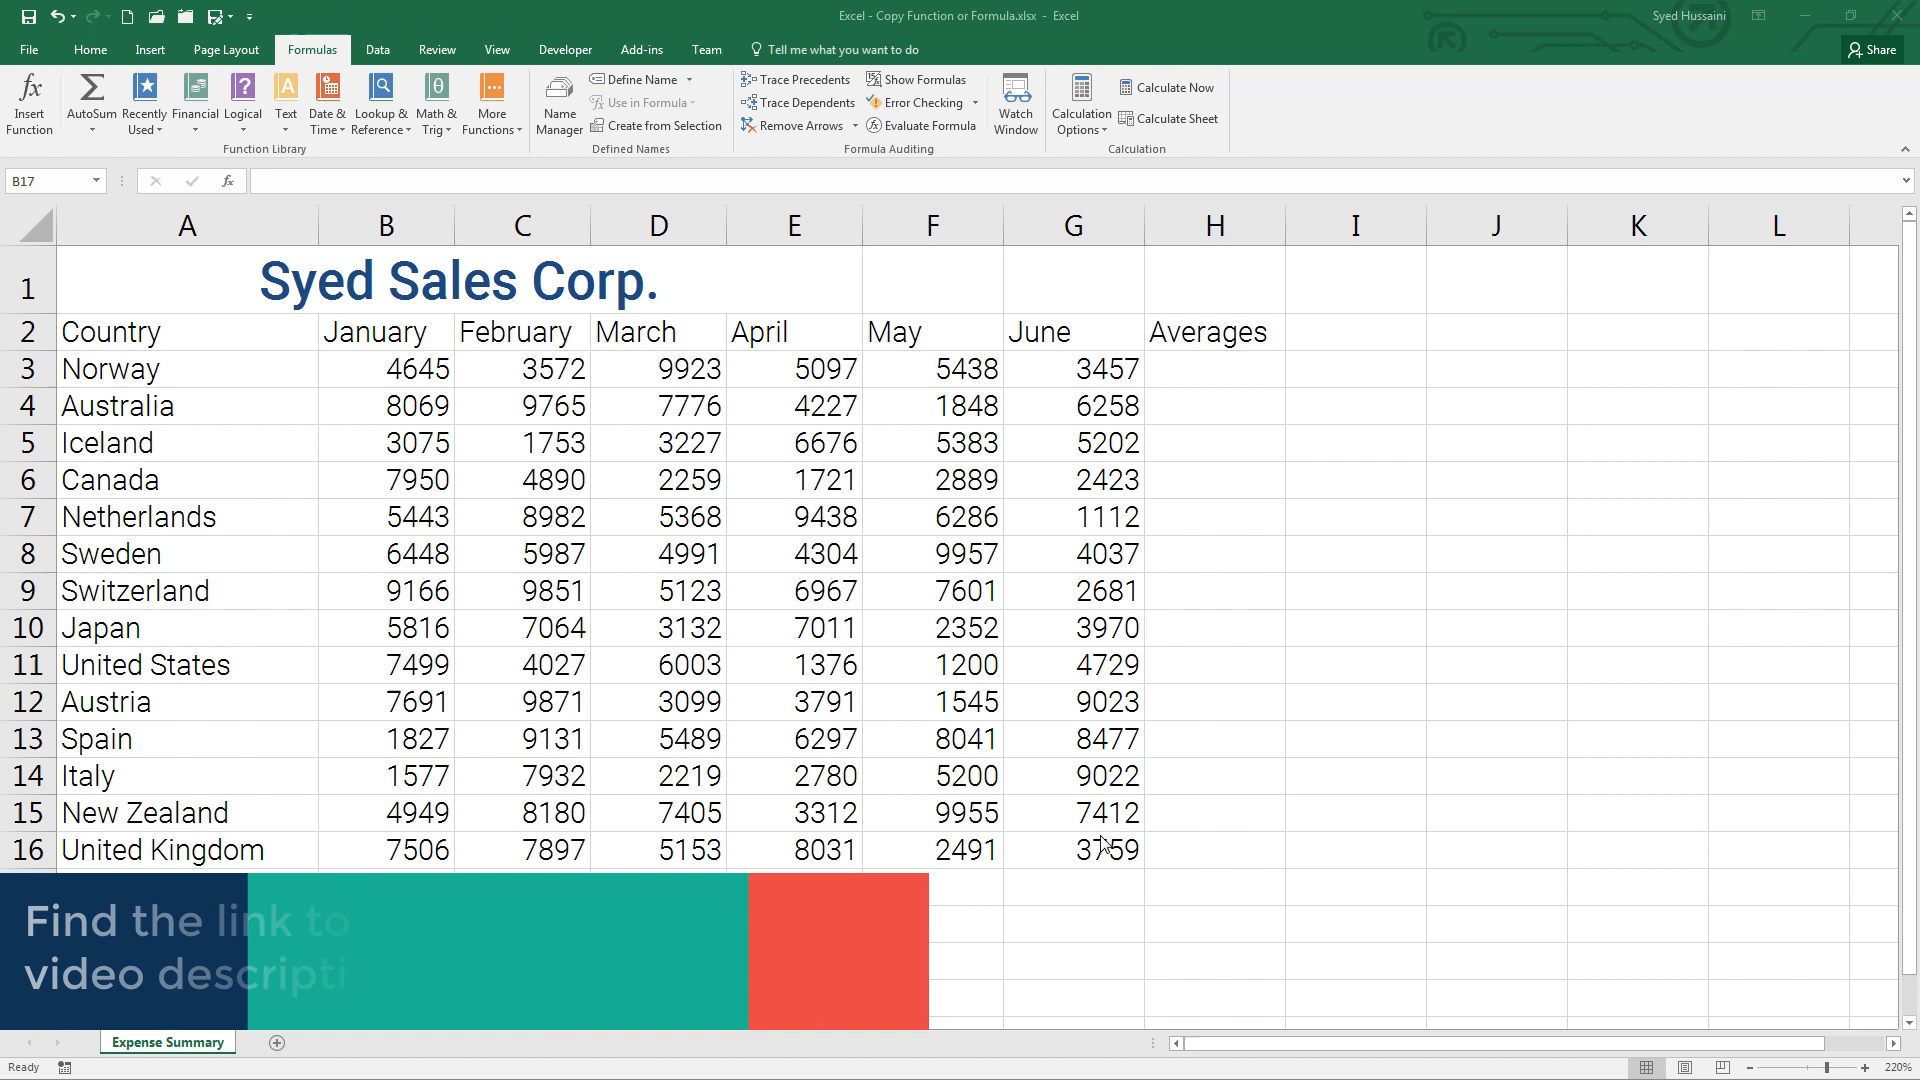 Excel - Copy Function or Formula.xlsx - Excel
Syed Hussaini
File Home Insert Page Layout Formulas Data Review View Developer Add-ins Team Tell me what you want to do Share
Insert Function
AutoSum
Recently Used
Financial
Logical
Text
Date & Time
Lookup & Reference
Math & Trig
More Functions
Function Library
Name Manager
Define Name
Use in Formula
Create from Selection
Defined Names
Trace Precedents
Trace Dependents
Remove Arrows
Show Formulas
Error Checking
Evaluate Formula
Formula Auditing
Watch Window
Calculation Options
Calculate Now
Calculate Sheet
Calculation
B17 fx
A B C D E F G H I J K L
1 Syed Sales Corp.
2 Country January February March April May June Averages
3 Norway 4645 3572 9923 5097 5438 3457
4 Australia 8069 9765 7776 4227 1848 6258
5 Iceland 3075 1753 3227 6676 5383 5202
6 Canada 7950 4890 2259 1721 2889 2423
7 Netherlands 5443 8982 5368 9438 6286 1112
8 Sweden 6448 5987 4991 4304 9957 4037
9 Switzerland 9166 9851 5123 6967 7601 2681
10 Japan 5816 7064 3132 7011 2352 3970
11 United States 7499 4027 6003 1376 1200 4729
12 Austria 7691 9871 3099 3791 1545 9023
13 Spain 1827 9131 5489 6297 8041 8477
14 Italy 1577 7932 2219 2780 5200 9022
15 New Zealand 4949 8180 7405 3312 9955 7412
16 United Kingdom 7506 7897 5153 8031 2491 3759
Find the link to
video descripti
Expense Summary
Ready 220%